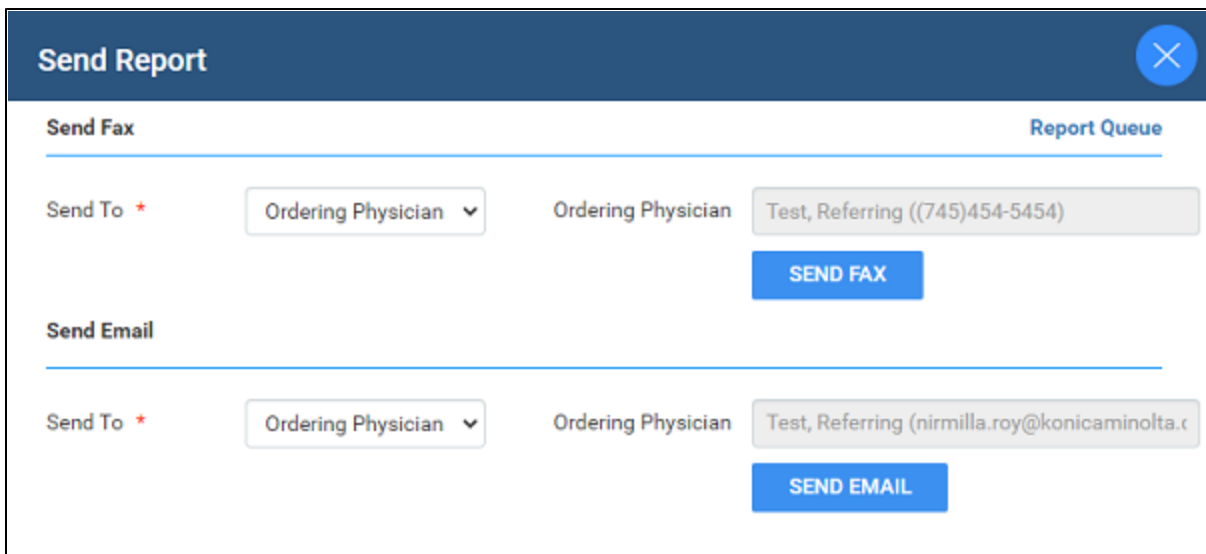 Send Report
Send Fax Report Queue
Send To * Ordering Physician Ordering Physician Test, Referring ((745)454-5454)
SEND FAX
Send Email
Send To * Ordering Physician Ordering Physician Test, Referring (nirmilla.roy@konicaminolta.c
SEND EMAIL